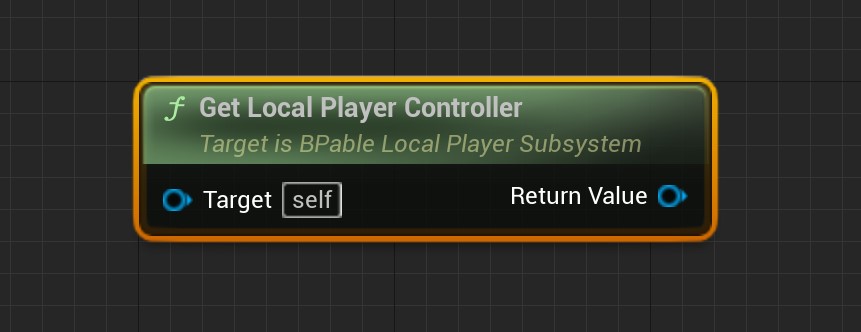 f Get Local Player Controller
Target is BPable Local Player Subsystem
Target self Return Value